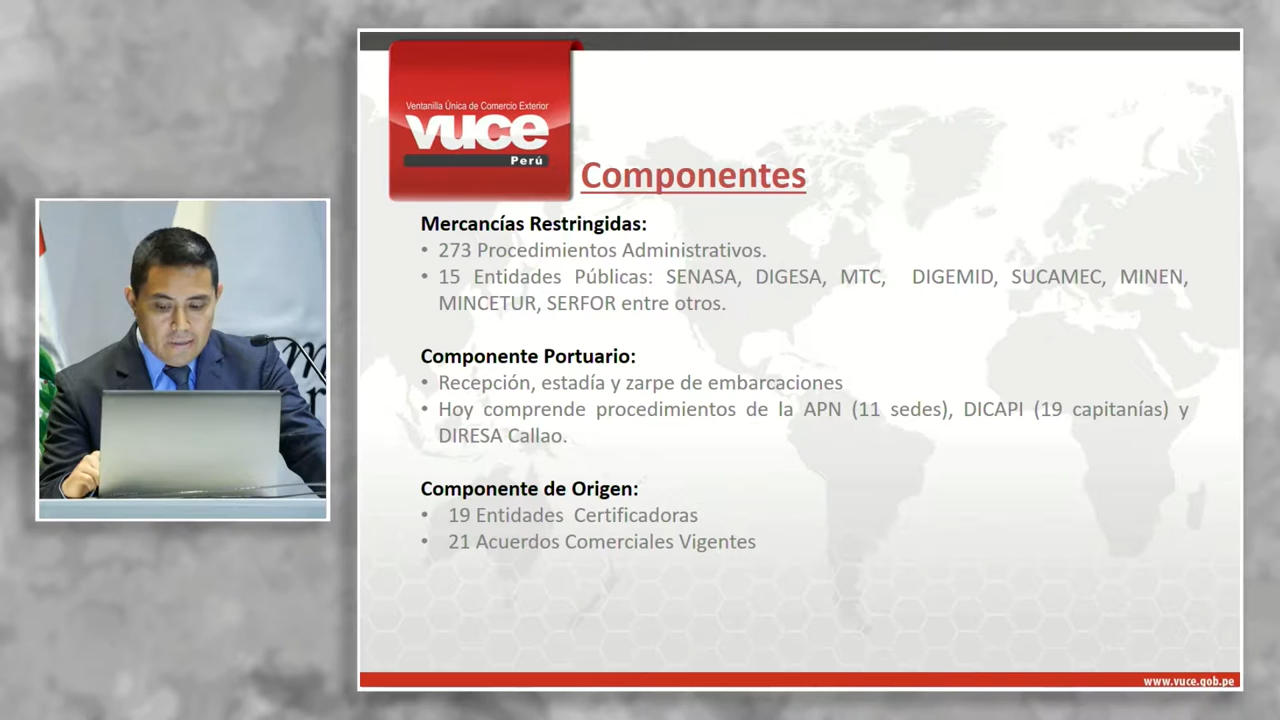 Ventanilla Única de Comercio Exterior
vuce
Perú
Componentes
Mercancías Restringidas:
• 273 Procedimientos Administrativos.
• 15 Entidades Públicas: SENASA, DIGESA, MTC, DIGEMID, SUCAMEC, MINEN,
MINCETUR, SERFOR entre otros.
Componente Portuario:
• Recepción, estadía y zarpe de embarcaciones
• Hoy comprende procedimientos de la APN (11 sedes), DICAPI (19 capitanías) y
DIRESA Callao.
Componente de Origen:
• 19 Entidades Certificadoras
• 21 Acuerdos Comerciales Vigentes
www.vuce.gob.pe